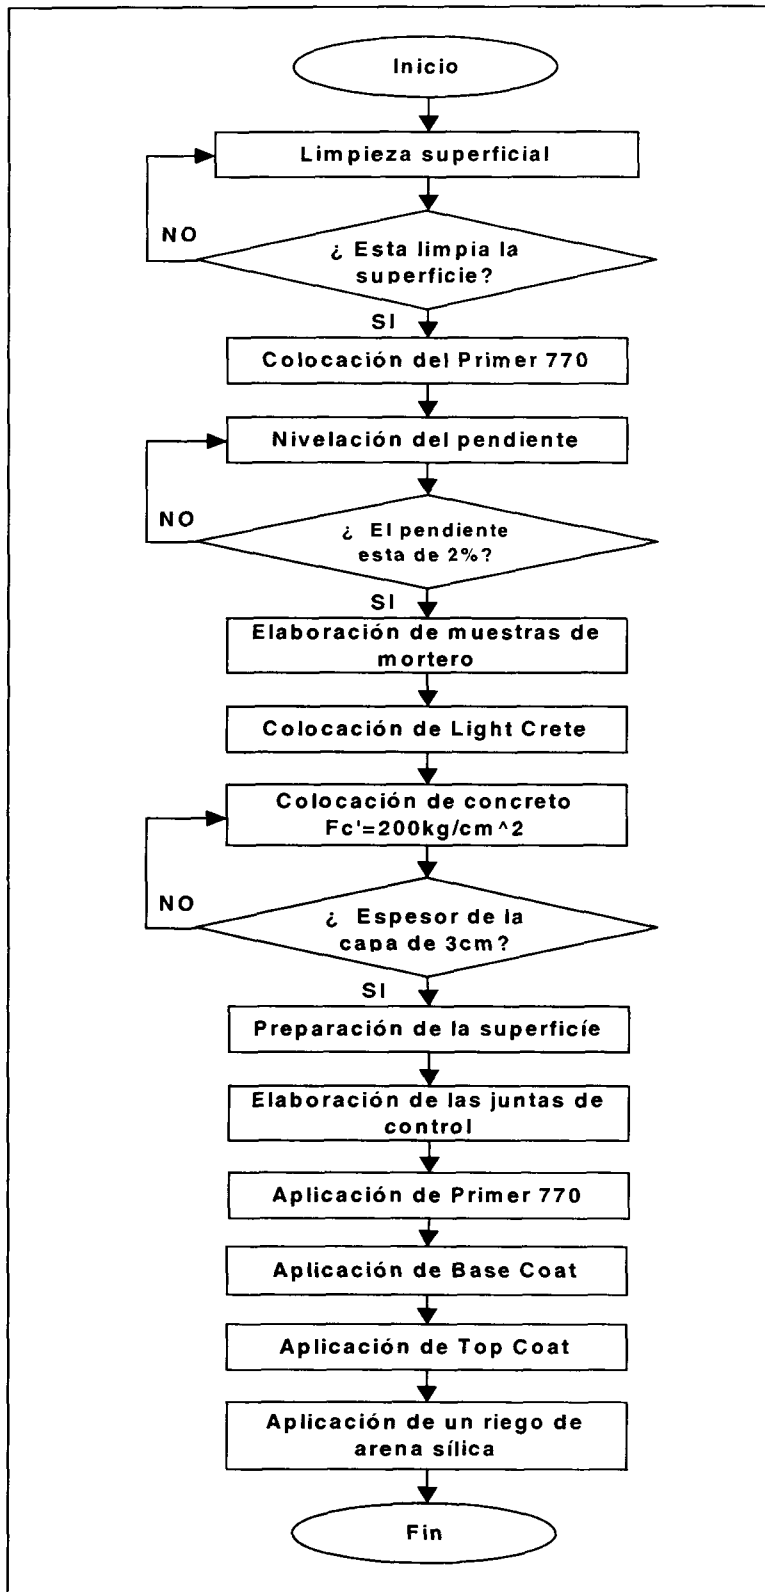 Inicio
Limpieza superficial
NO
¿ Esta limpia la
superficie?
SI
Colocación del Primer 770
Nivelación del pendiente
NO
¿ El pendiente
esta de 2%?
SI
Elaboración de muestras de
mortero
Colocación de Light Crete
Colocación de concreto
Fc'=200kg/cm^2
NO
¿ Espesor de la
capa de 3cm?
SI
Preparación de la superficíe
Elaboración de las juntas de
control
Aplicación de Primer 770
Aplicación de Base Coat
Aplicación de Top Coat
Aplicación de un riego de
arena sílica
Fin